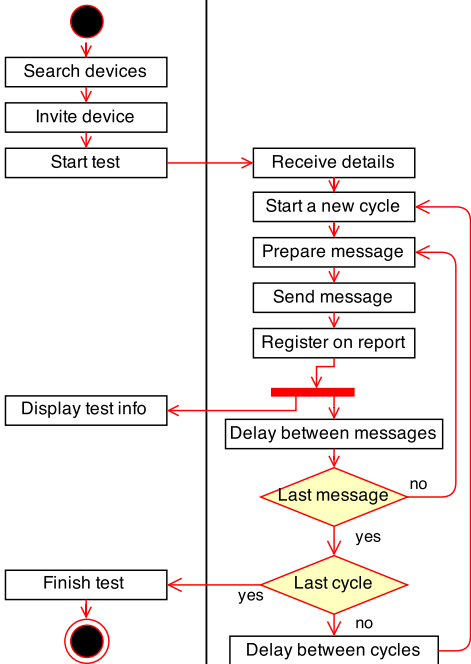 Search devices
Invite device
Start test
Receive details
Start a new cycle
Prepare message
Send message
Register on report
Display test info
Delay between messages
Last message
no
yes
Finish test
Last cycle
yes
no
Delay between cycles